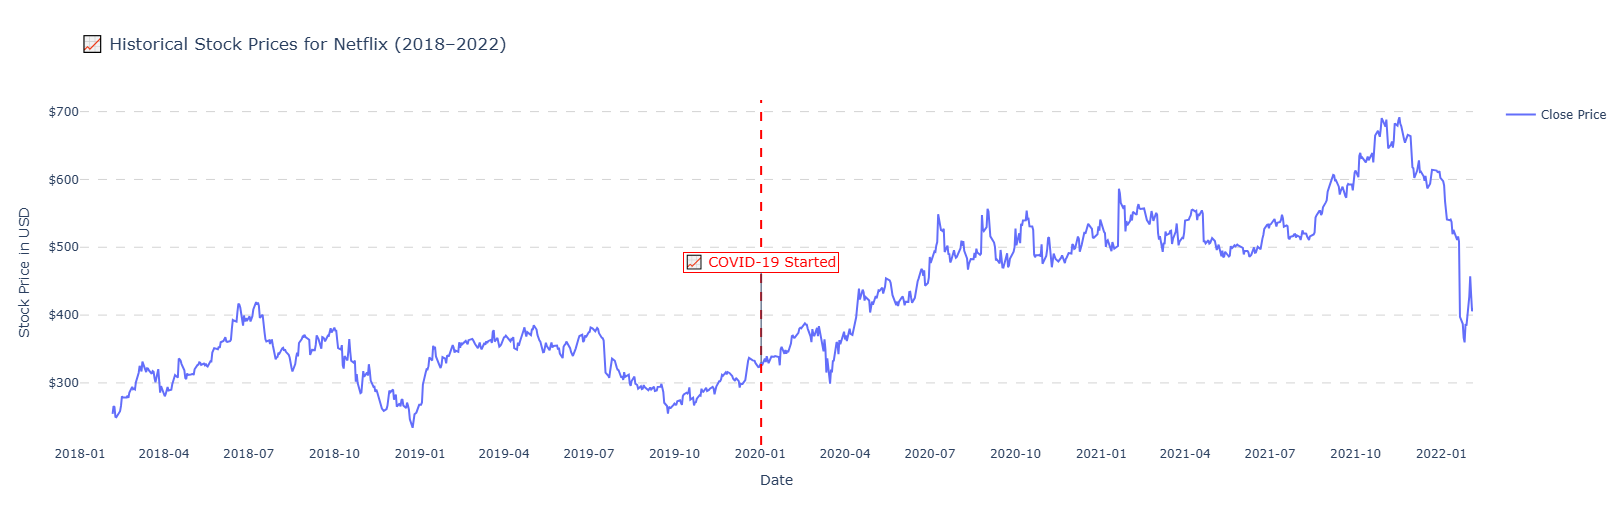 📈 Historical Stock Prices for Netflix (2018–2022)
Close Price
$700
$600
$500
$400
$300
Stock Price in USD
📈 COVID-19 Started
2018-01 2018-04 2018-07 2018-10 2019-01 2019-04 2019-07 2019-10 2020-01 2020-04 2020-07 2020-10 2021-01 2021-04 2021-07 2021-10 2022-01
Date